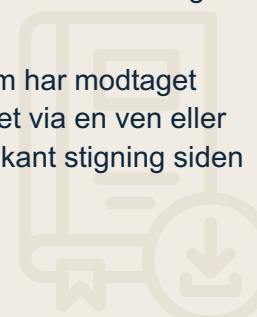 m har modtaget
et via en ven eller
kant stigning siden